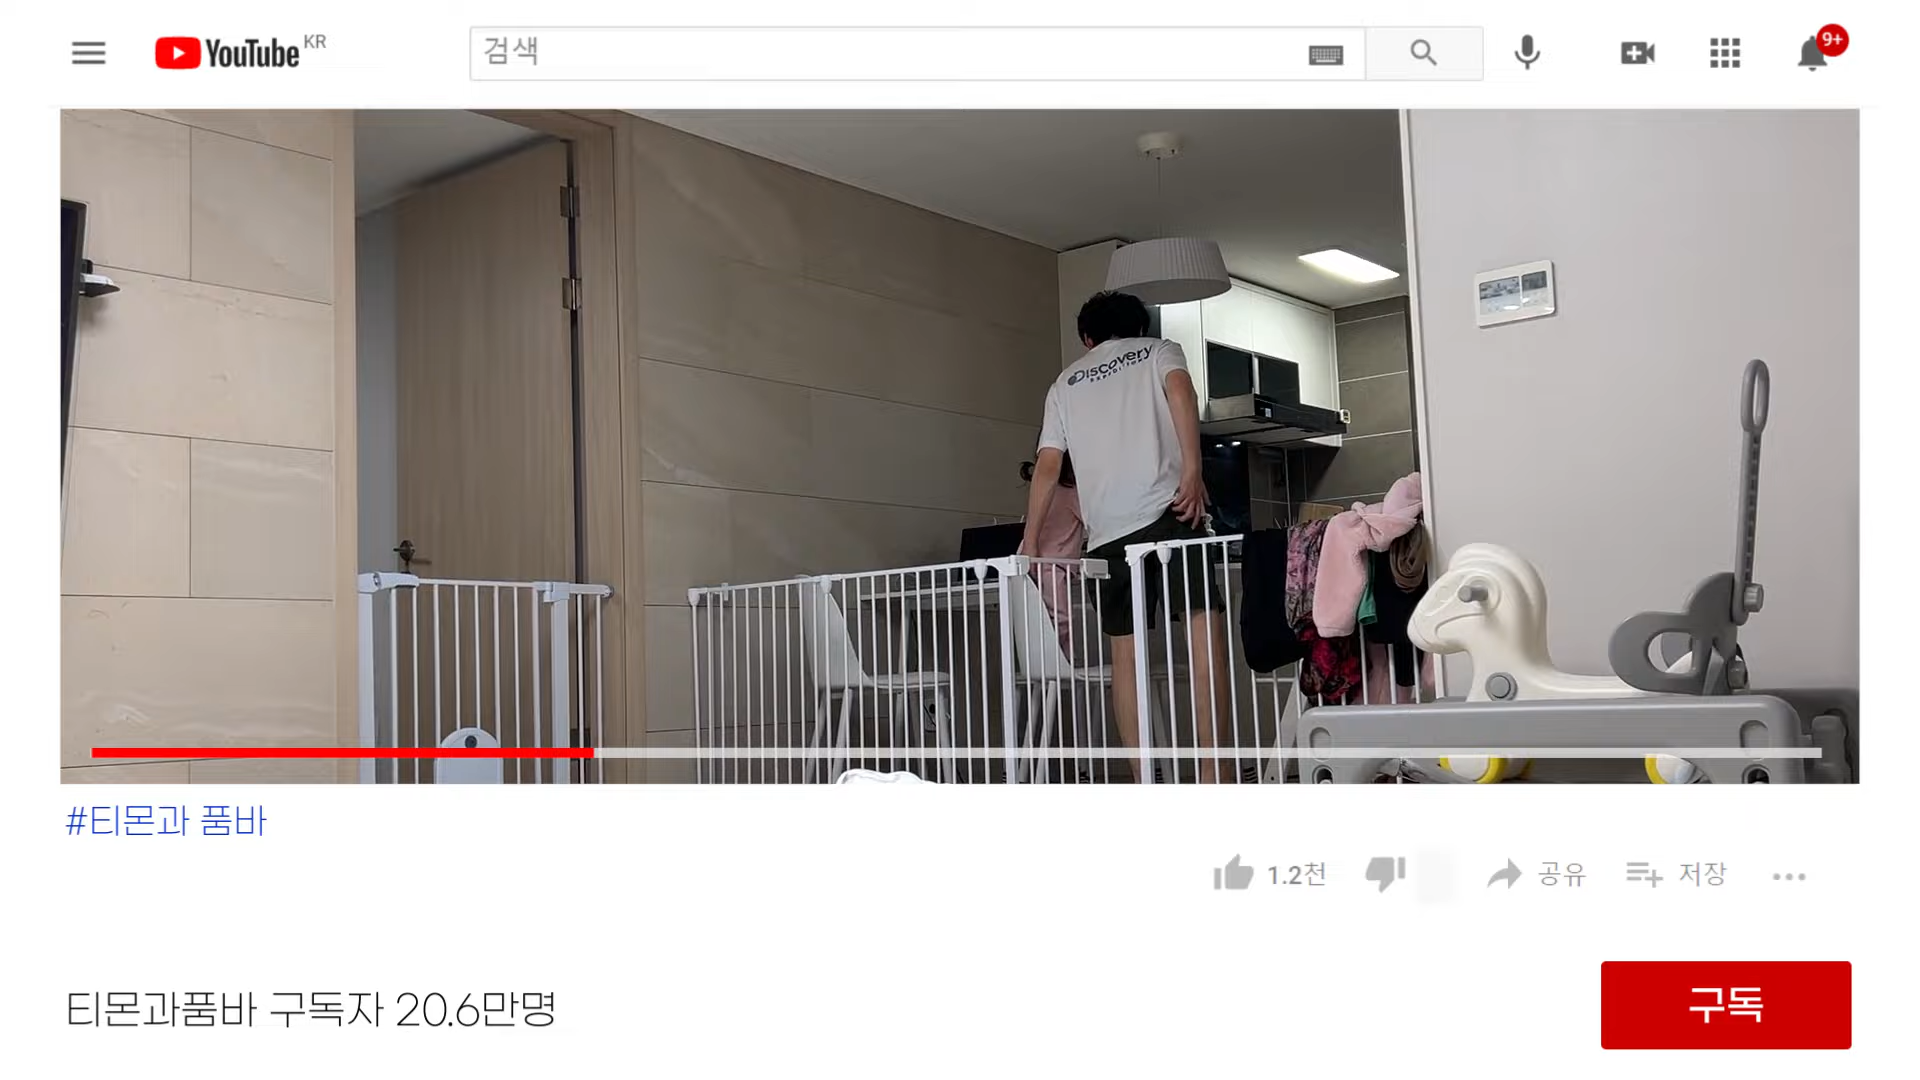 YouTube KR
검색
9+
Discovery
EXPEDITION
#티몬과 품바
1.2천
공유
저장
티몬과품바 구독자 20.6만명
구독